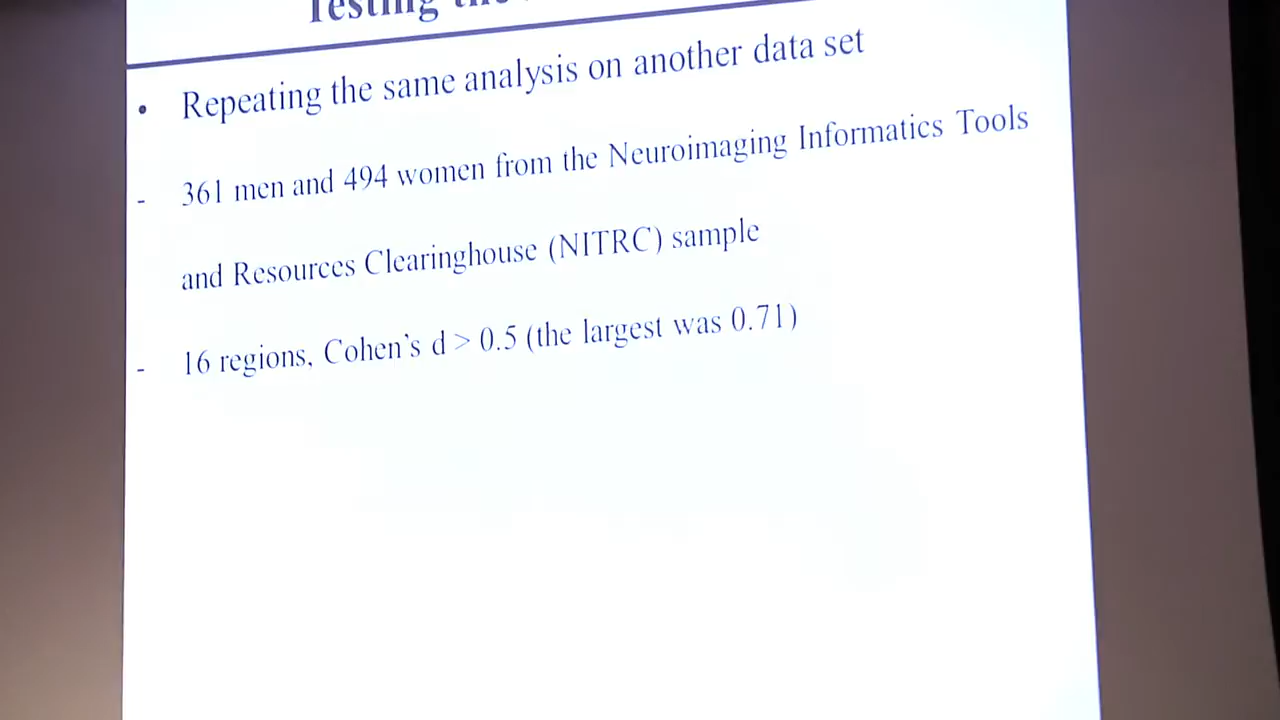 Testing the
• Repeating the same analysis on another data set
- 361 men and 494 women from the Neuroimaging Informatics Tools
and Resources Clearinghouse (NITRC) sample
- 16 regions, Cohen's d > 0.5 (the largest was 0.71)